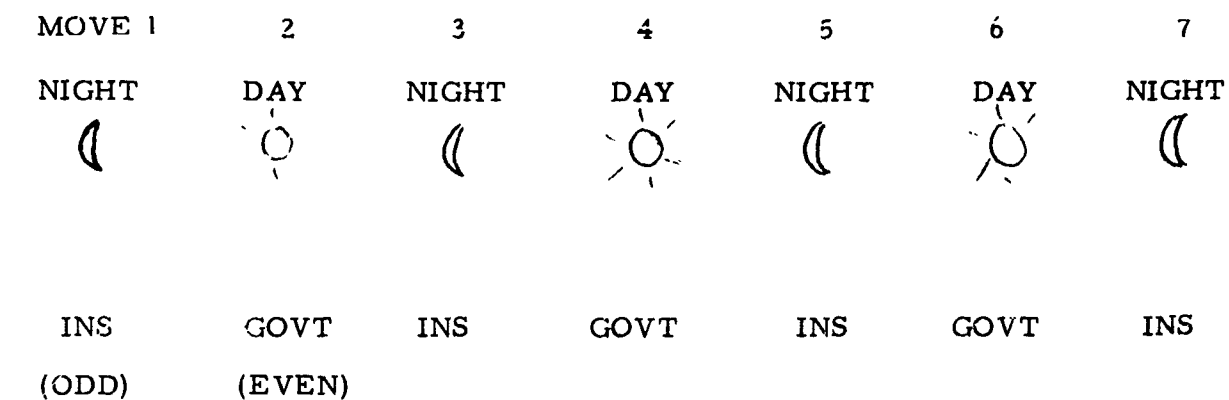 MOVE 1 2 3 4 5 6 7
NIGHT DAY NIGHT DAY NIGHT DAY NIGHT
INS GOVT INS GOVT INS GOVT INS
(ODD) (EVEN)